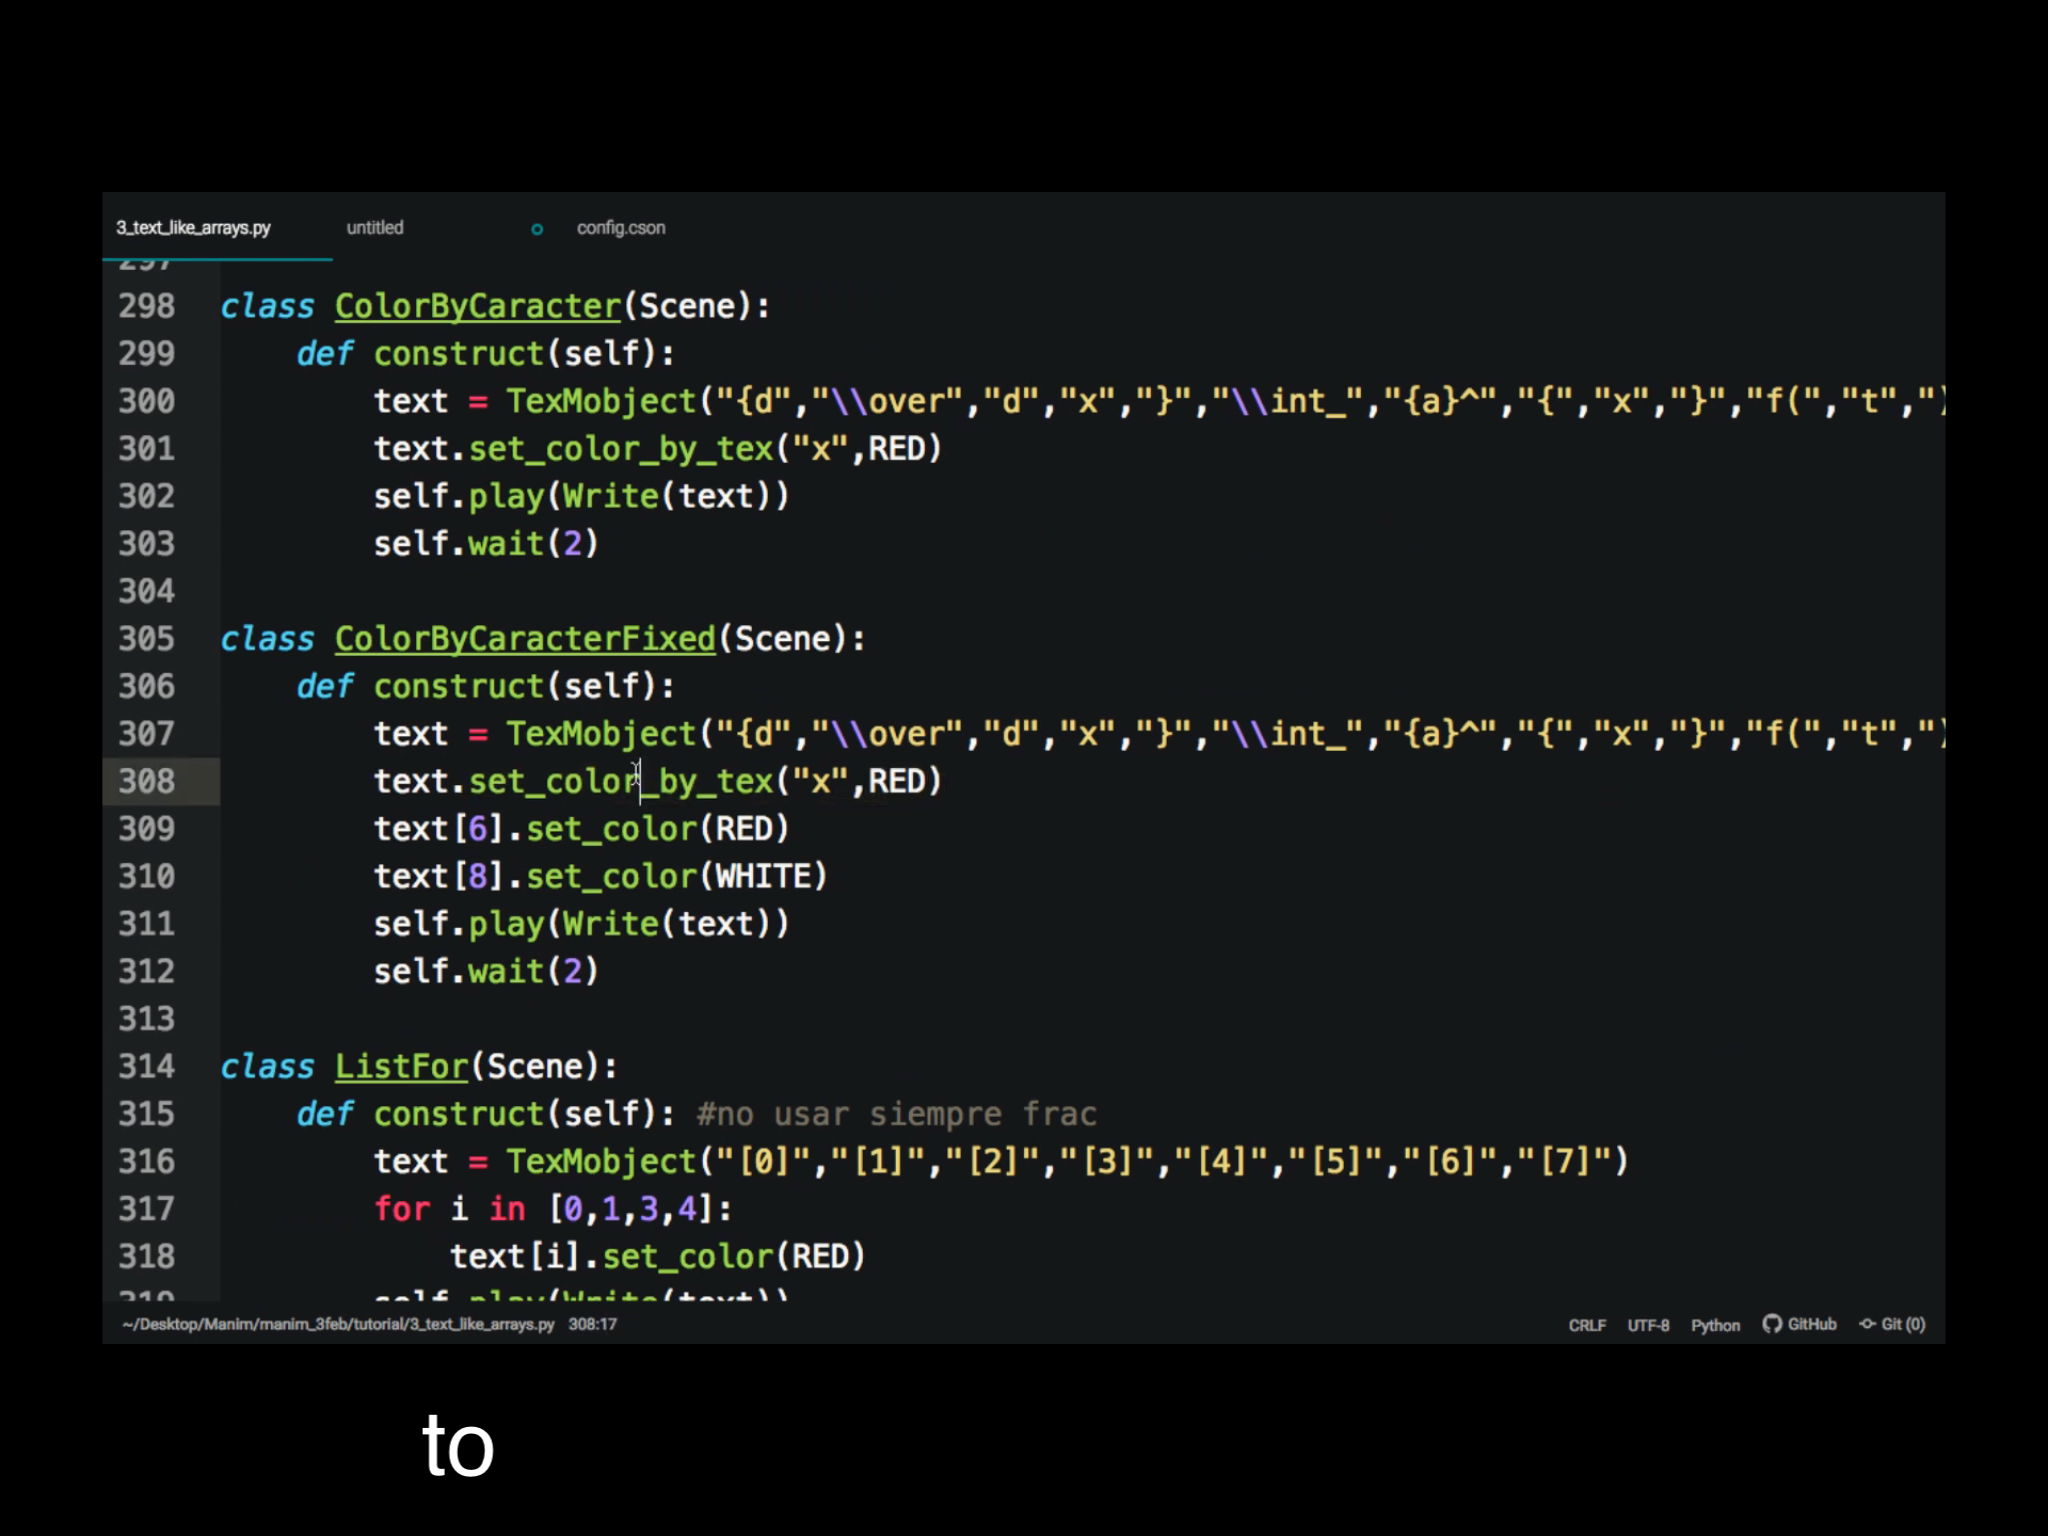 3_text_like_arrays.py untitled config.cson
297
298 class ColorByCaracter(Scene):
299 def construct(self):
300 text = TexMobject("{d","\\over","d","x","}","\\int_","{a}^","{","x","}","f(","t",")
301 text.set_color_by_tex("x",RED)
302 self.play(Write(text))
303 self.wait(2)
304
305 class ColorByCaracterFixed(Scene):
306 def construct(self):
307 text = TexMobject("{d","\\over","d","x","}","\\int_","{a}^","{","x","}","f(","t",")
308 text.set_color_by_tex("x",RED)
309 text[6].set_color(RED)
310 text[8].set_color(WHITE)
311 self.play(Write(text))
312 self.wait(2)
313
314 class ListFor(Scene):
315 def construct(self): #no usar siempre frac
316 text = TexMobject("[0]","[1]","[2]","[3]","[4]","[5]","[6]","[7]")
317 for i in [0,1,3,4]:
318 text[i].set_color(RED)
319 self.play(Write(text))
~/Desktop/Manim/manim_3feb/tutorial/3_text_like_arrays.py 308:17 CRLF UTF-8 Python GitHub Git (0)
to